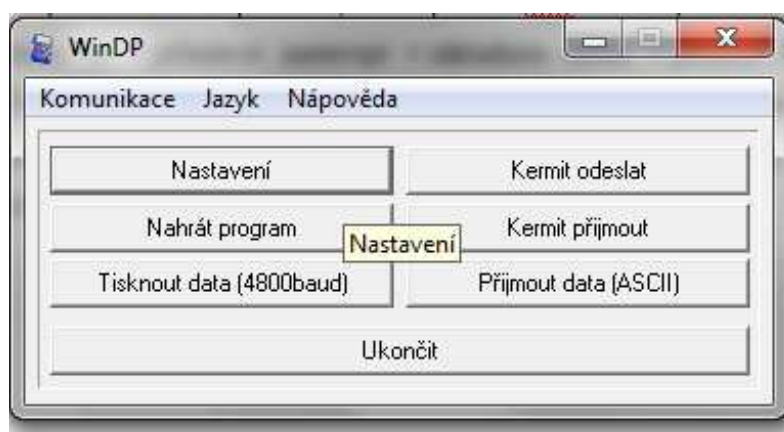 WinDP
Komunikace Jazyk Nápověda
Nastavení Kermit odeslat
Nahrát program Kermit přijmout
Nastavení
Tisknout data (4800baud) Přijmout data (ASCII)
Ukončit